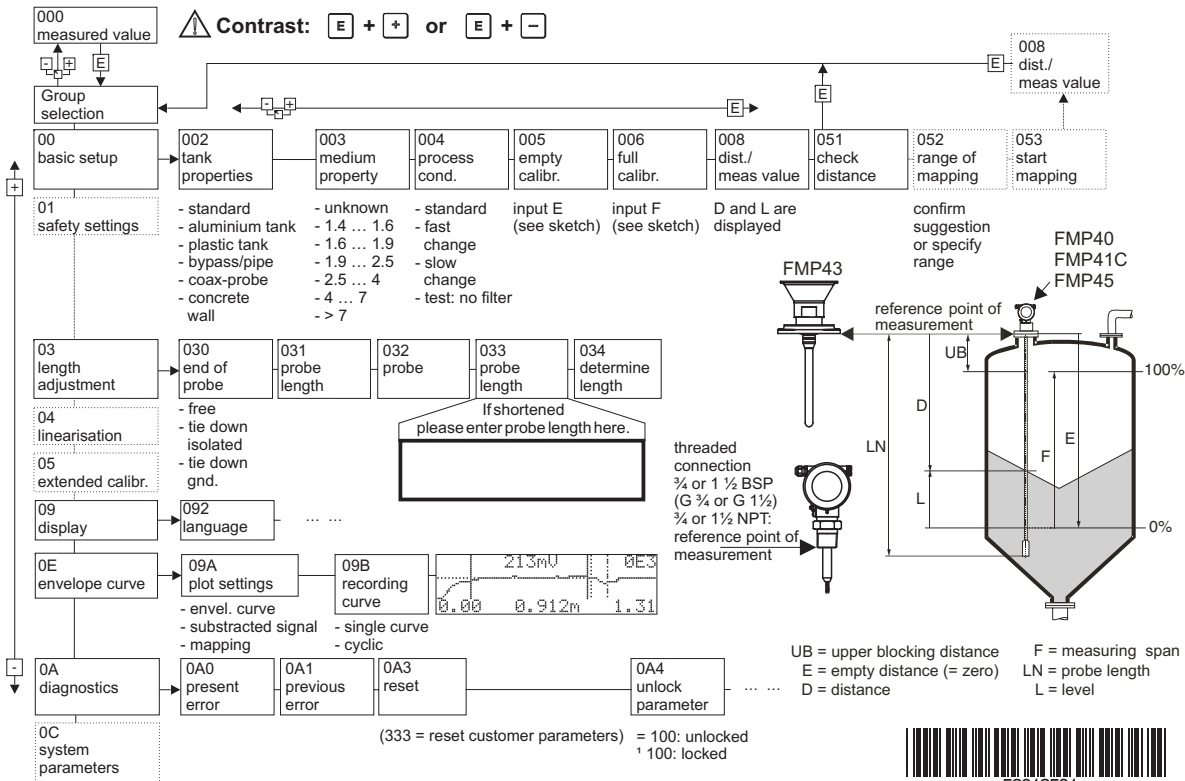 000
measured value
Contrast: E + + or E + −
- +
E
008
dist./
meas value
E
Group
selection
- +
E
E
00
basic setup
002
tank
properties
003
medium
property
004
process
cond.
005
empty
calibr.
006
full
calibr.
008
dist./
meas value
051
check
distance
052
range of
mapping
053
start
mapping
+
01
safety settings
- standard
- aluminium tank
- plastic tank
- bypass/pipe
- coax-probe
- concrete
wall
- unknown
- 1.4 ... 1.6
- 1.6 ... 1.9
- 1.9 ... 2.5
- 2.5 ... 4
- 4 ... 7
- > 7
- standard
- fast
change
- slow
change
- test: no filter
input E
(see sketch)
input F
(see sketch)
D and L are
displayed
confirm
suggestion
or specify
range
FMP43
FMP40
FMP41C
FMP45
reference point of
measurement
UB
100%
D
LN
F
E
L
0%
03
length
adjustment
030
end of
probe
031
probe
length
032
probe
033
probe
length
034
determine
length
- free
- tie down
isolated
- tie down
gnd.
If shortened
please enter probe length here.
04
linearisation
05
extended calibr.
threaded
connection
¾ or 1 ½ BSP
(G ¾ or G 1½)
¾ or 1½ NPT:
reference point of
measurement
09
display
092
language
... ...
0E
envelope curve
09A
plot settings
09B
recording
curve
213mV 0E3
0.00 0.912m 1.31
- envel. curve
- substracted signal
- mapping
- single curve
- cyclic
UB = upper blocking distance
E = empty distance (= zero)
D = distance
F = measuring span
LN = probe length
L = level
-
0A
diagnostics
0A0
present
error
0A1
previous
error
0A3
reset
0A4
unlock
parameter
... ...
(333 = reset customer parameters)
= 100: unlocked
¹ 100: locked
0C
system
parameters